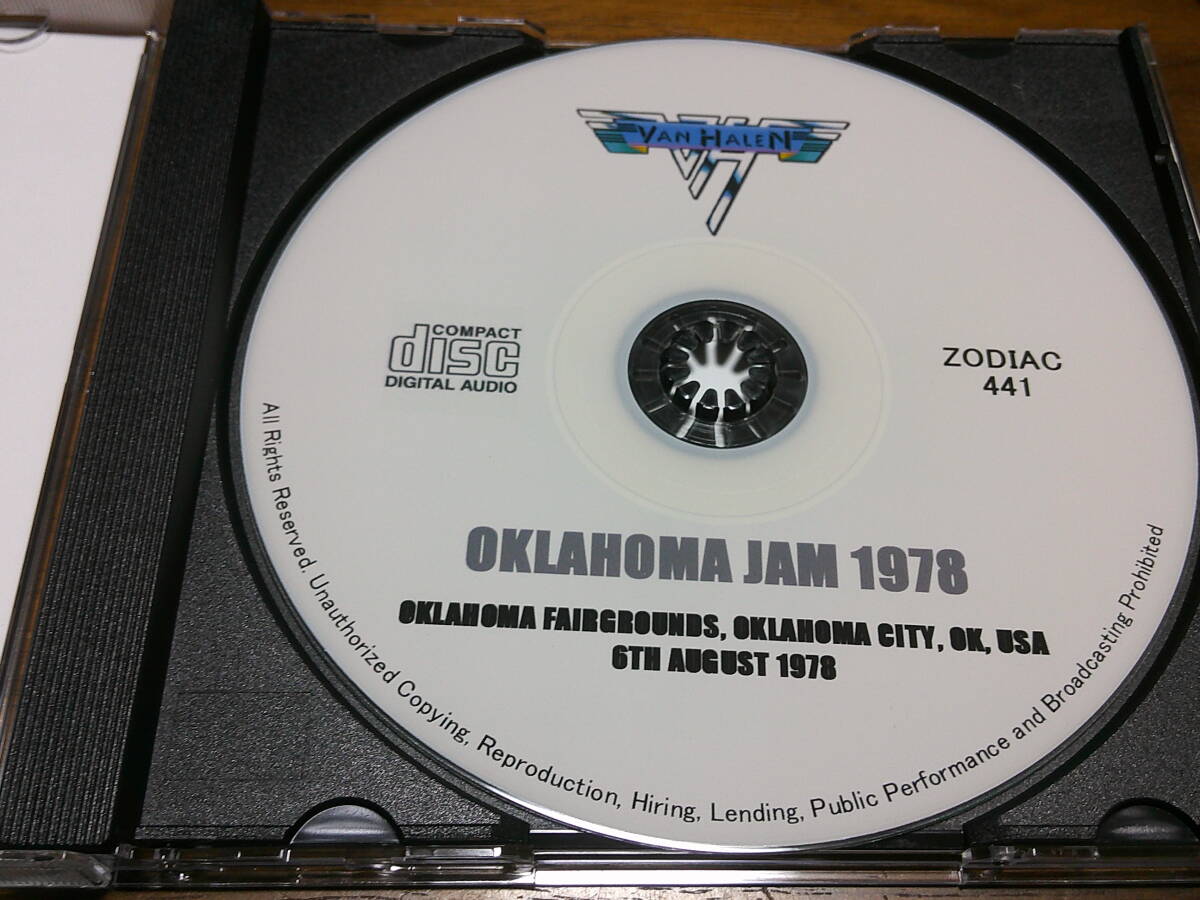 VAN HALEN
COMPACT
disc
DIGITAL AUDIO
ZODIAC
441
OKLAHOMA JAM 1978
OKLAHOMA FAIRGROUNDS, OKLAHOMA CITY, OK, USA
6TH AUGUST 1978
All Rights Reserved. Unauthorized Copying, Reproduction, Hiring, Lending, Public Performance and Broadcasting Prohibited